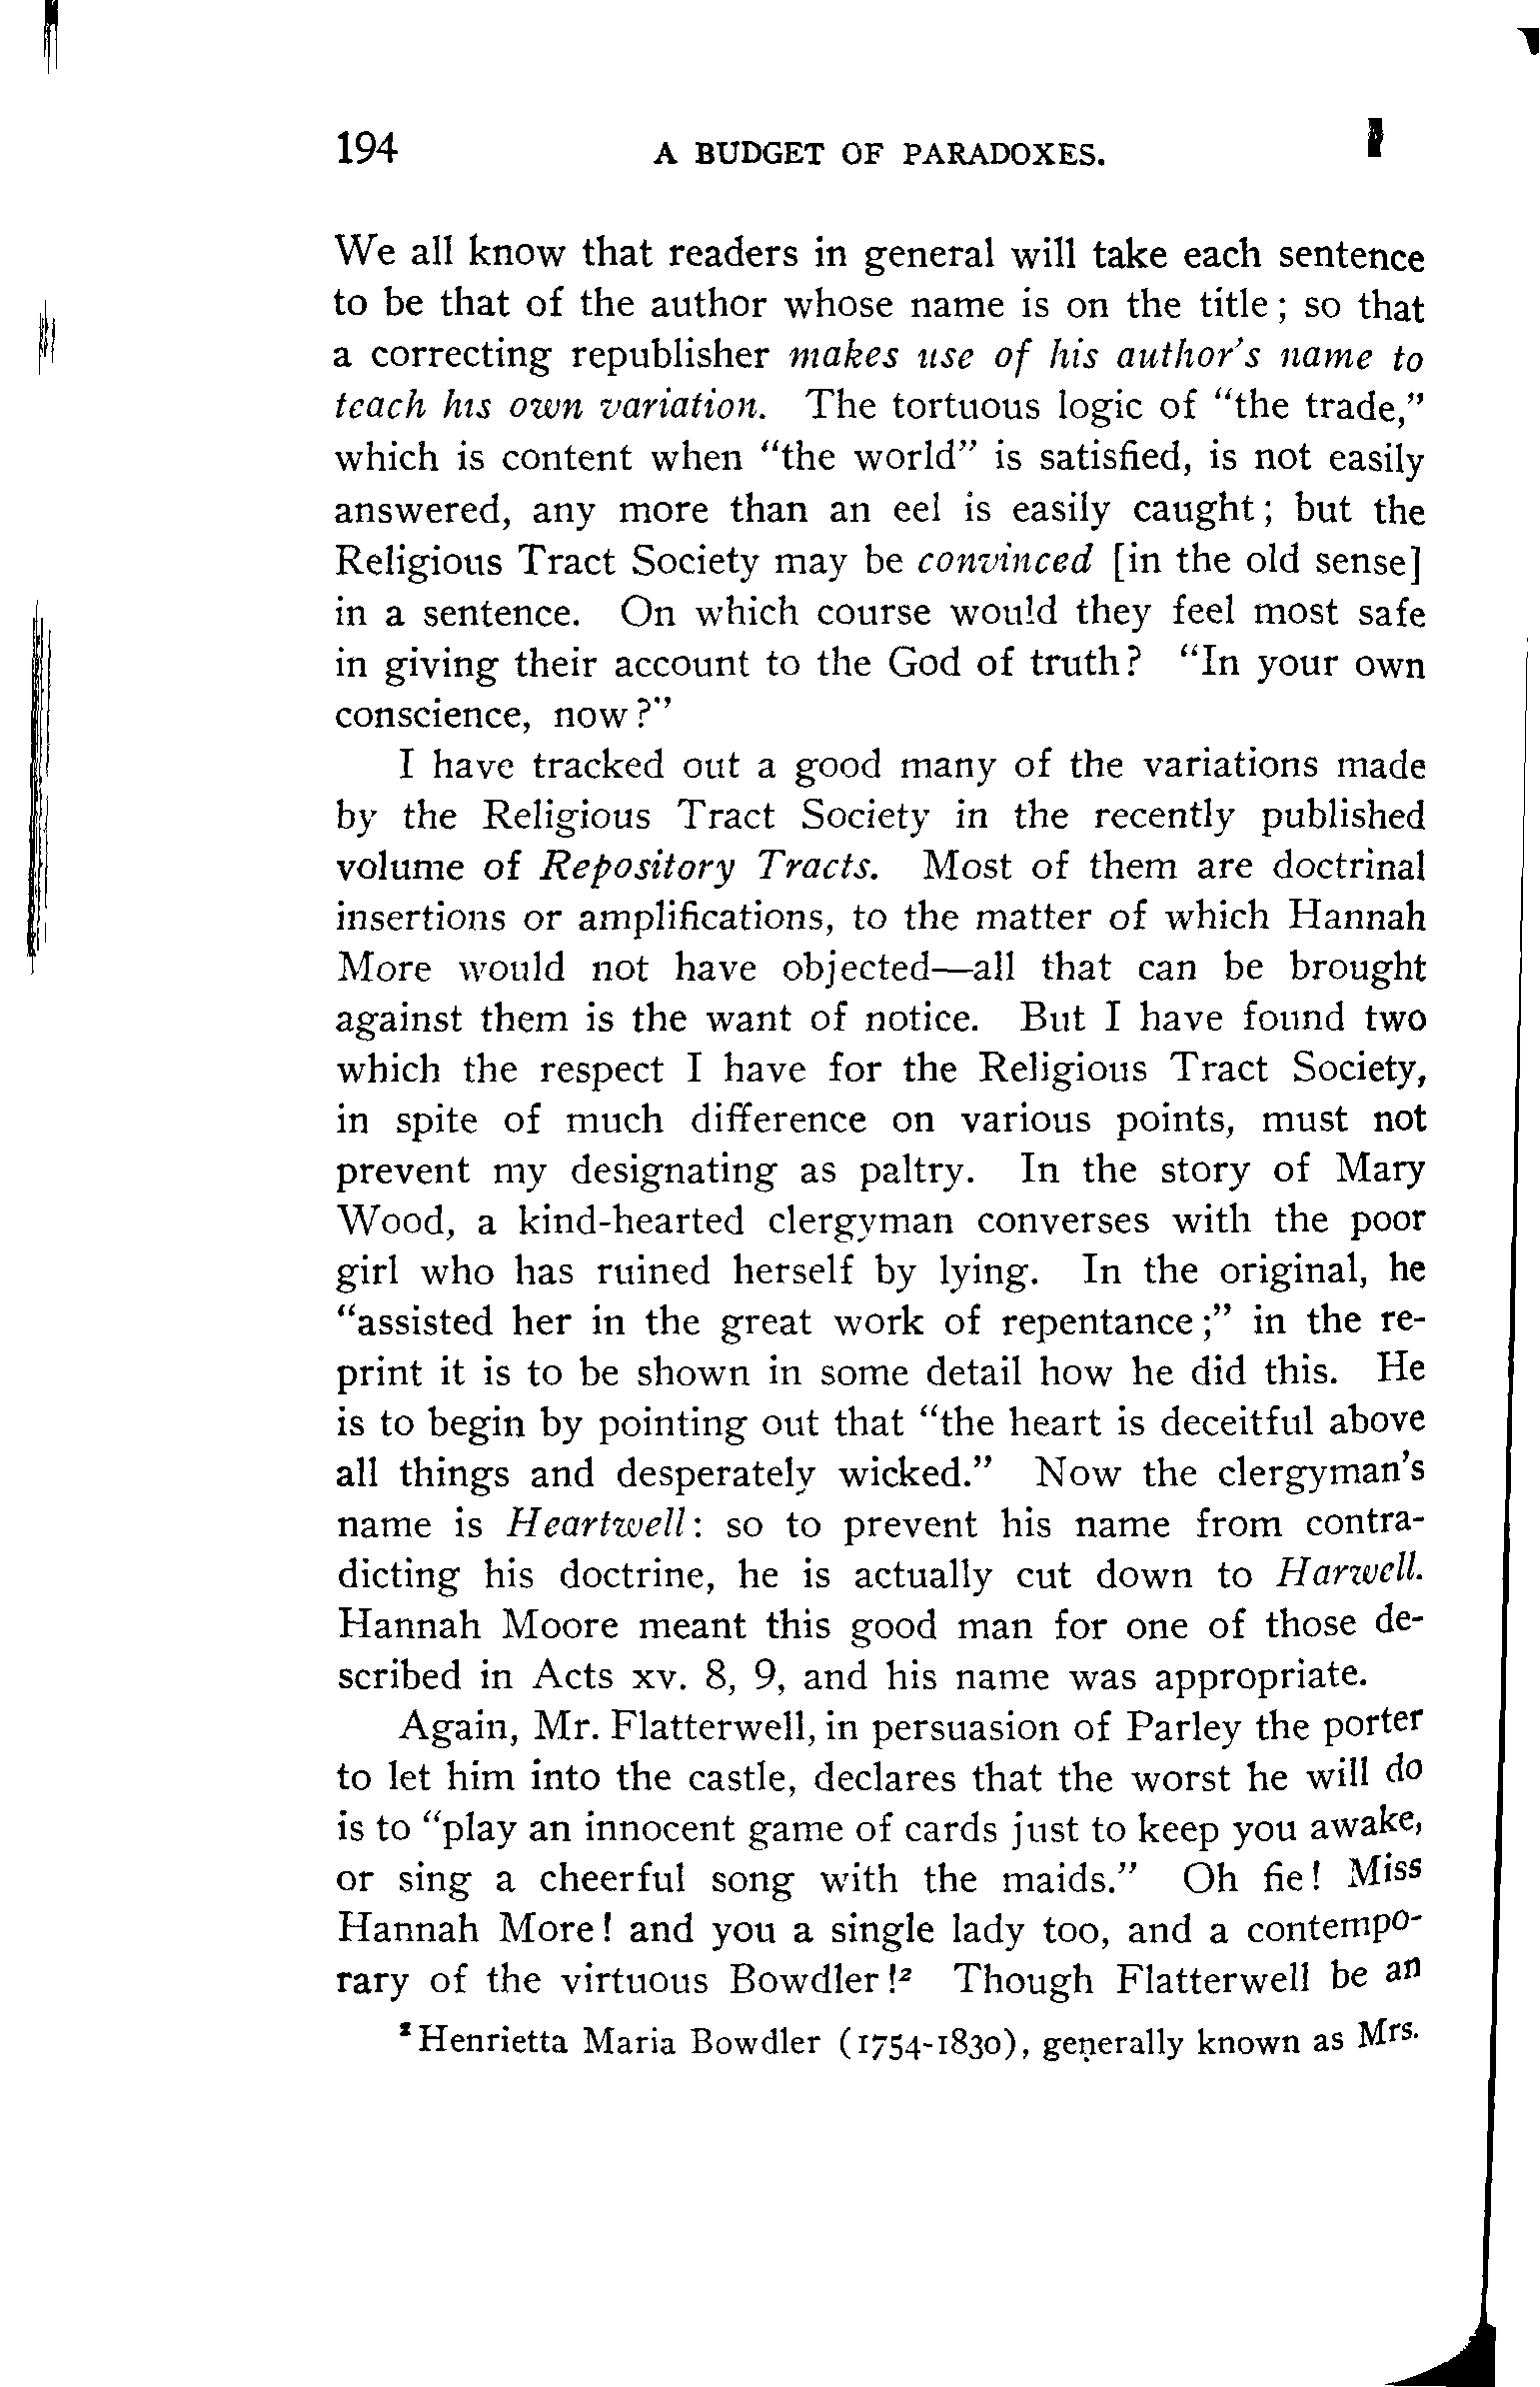 194 A BUDGET OF PARADOXES.
We all know that readers in general will take each sentence
to be that of the author whose name is on the title; so that
a correcting republisher makes use of his author's name to
teach his own variation. The tortuous logic of "the trade,"
which is content when "the world" is satisfied, is not easily
answered, any more than an eel is easily caught; but the
Religious Tract Society may be convinced [in the old sense]
in a sentence. On which course would they feel most safe
in giving their account to the God of truth? "In your own
conscience, now?"
I have tracked out a good many of the variations made
by the Religious Tract Society in the recently published
volume of Repository Tracts. Most of them are doctrinal
insertions or amplifications, to the matter of which Hannah
More would not have objected—all that can be brought
against them is the want of notice. But I have found two
which the respect I have for the Religious Tract Society,
in spite of much difference on various points, must not
prevent my designating as paltry. In the story of Mary
Wood, a kind-hearted clergyman converses with the poor
girl who has ruined herself by lying. In the original, he
"assisted her in the great work of repentance;" in the re-
print it is to be shown in some detail how he did this. He
is to begin by pointing out that "the heart is deceitful above
all things and desperately wicked." Now the clergyman's
name is Heartwell: so to prevent his name from contra-
dicting his doctrine, he is actually cut down to Harwell.
Hannah Moore meant this good man for one of those de-
scribed in Acts xv. 8, 9, and his name was appropriate.
Again, Mr. Flatterwell, in persuasion of Parley the porter
to let him into the castle, declares that the worst he will do
is to "play an innocent game of cards just to keep you awake,
or sing a cheerful song with the maids." Oh fie! Miss
Hannah More! and you a single lady too, and a contempo-
rary of the virtuous Bowdler!² Though Flatterwell be an
² Henrietta Maria Bowdler (1754-1830), generally known as Mrs.